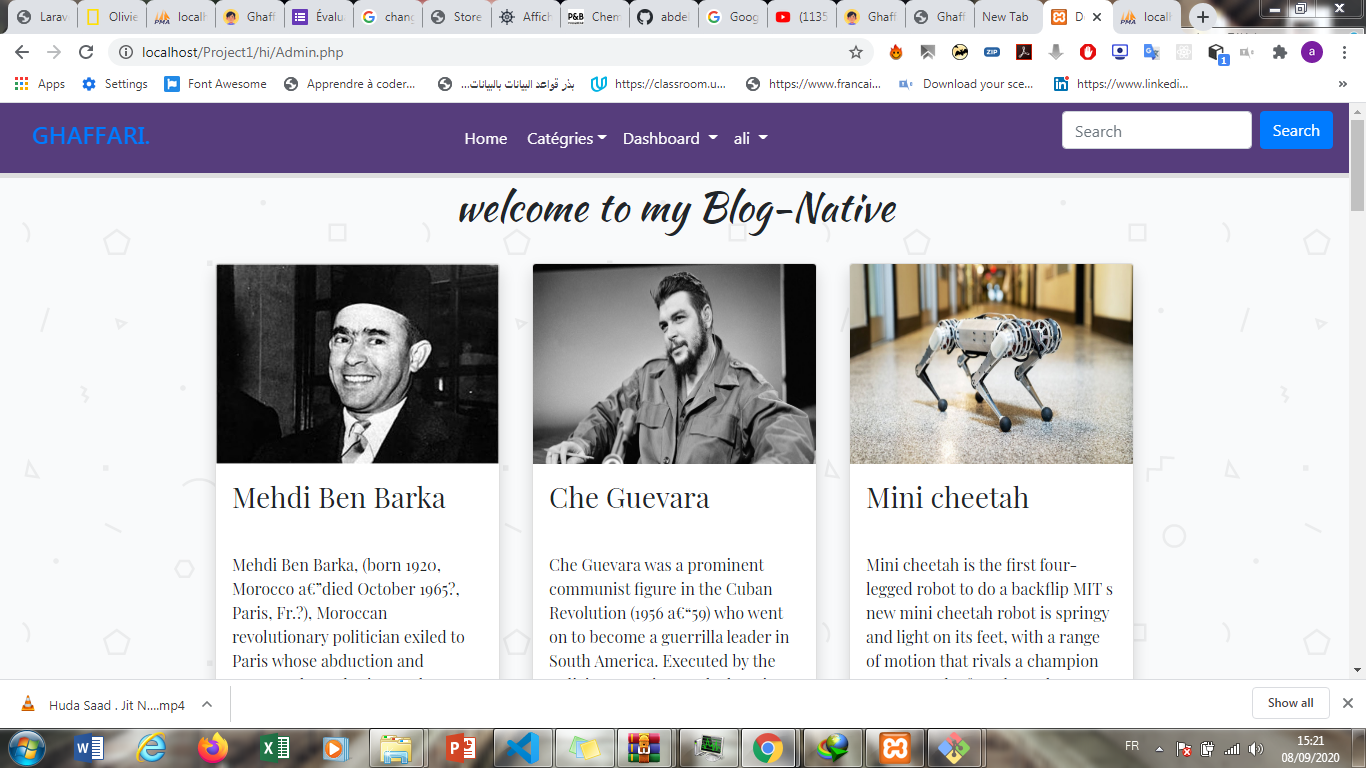 Larav
Olivie
localh
Ghaff
Évalu
chang
Store
Affich
P&B
Chem
abdel
Goog
(1135
Ghaff
Ghaff
New Tab
D
PMA
localh
localhost/Project1/hi/Admin.php
ZIP
1
a
Apps
Settings
Font Awesome
Apprendre à coder...
بذر قواعد البيانات بالبيانات...
https://classroom.u...
https://www.francai...
Download your sce...
https://www.linkedi...
»
GHAFFARI.
Home
Catégries
Dashboard
ali
Search
Search
welcome to my Blog-Native
Mehdi Ben Barka
Mehdi Ben Barka, (born 1920,
Morocco a€”died October 1965?,
Paris, Fr.?), Moroccan
revolutionary politician exiled to
Paris whose abduction and
Che Guevara
Che Guevara was a prominent
communist figure in the Cuban
Revolution (1956 a€“59) who went
on to become a guerrilla leader in
South America. Executed by the
Mini cheetah
Mini cheetah is the first four-
legged robot to do a backflip MIT s
new mini cheetah robot is springy
and light on its feet, with a range
of motion that rivals a champion
Huda Saad . Jit N....mp4
Show all
FR
15:21
08/09/2020